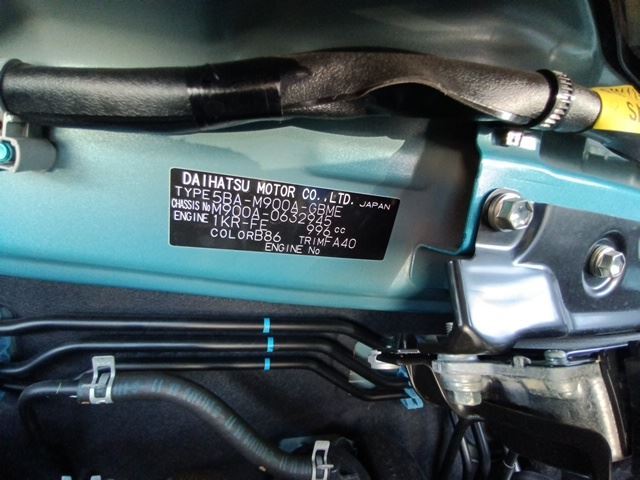 DAIHATSU MOTOR CO.,LTD. JAPAN
TYPE 5BA-M900A-GBME
CHASSIS No M900A-0632945
ENGINE 1KR-FE 996 cc
COLOR B86 TRIM FA40
ENGINE No